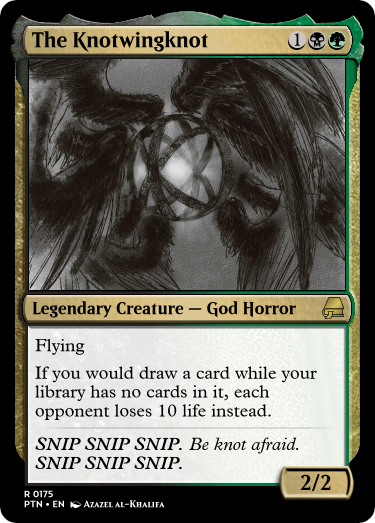 The Knotwingknot 1
Legendary Creature — God Horror
Flying
If you would draw a card while your
library has no cards in it, each
opponent loses 10 life instead.
SNIP SNIP SNIP. Be knot afraid.
SNIP SNIP SNIP.
2/2
R 0175
PTN • EN Azazel al-Khalifa